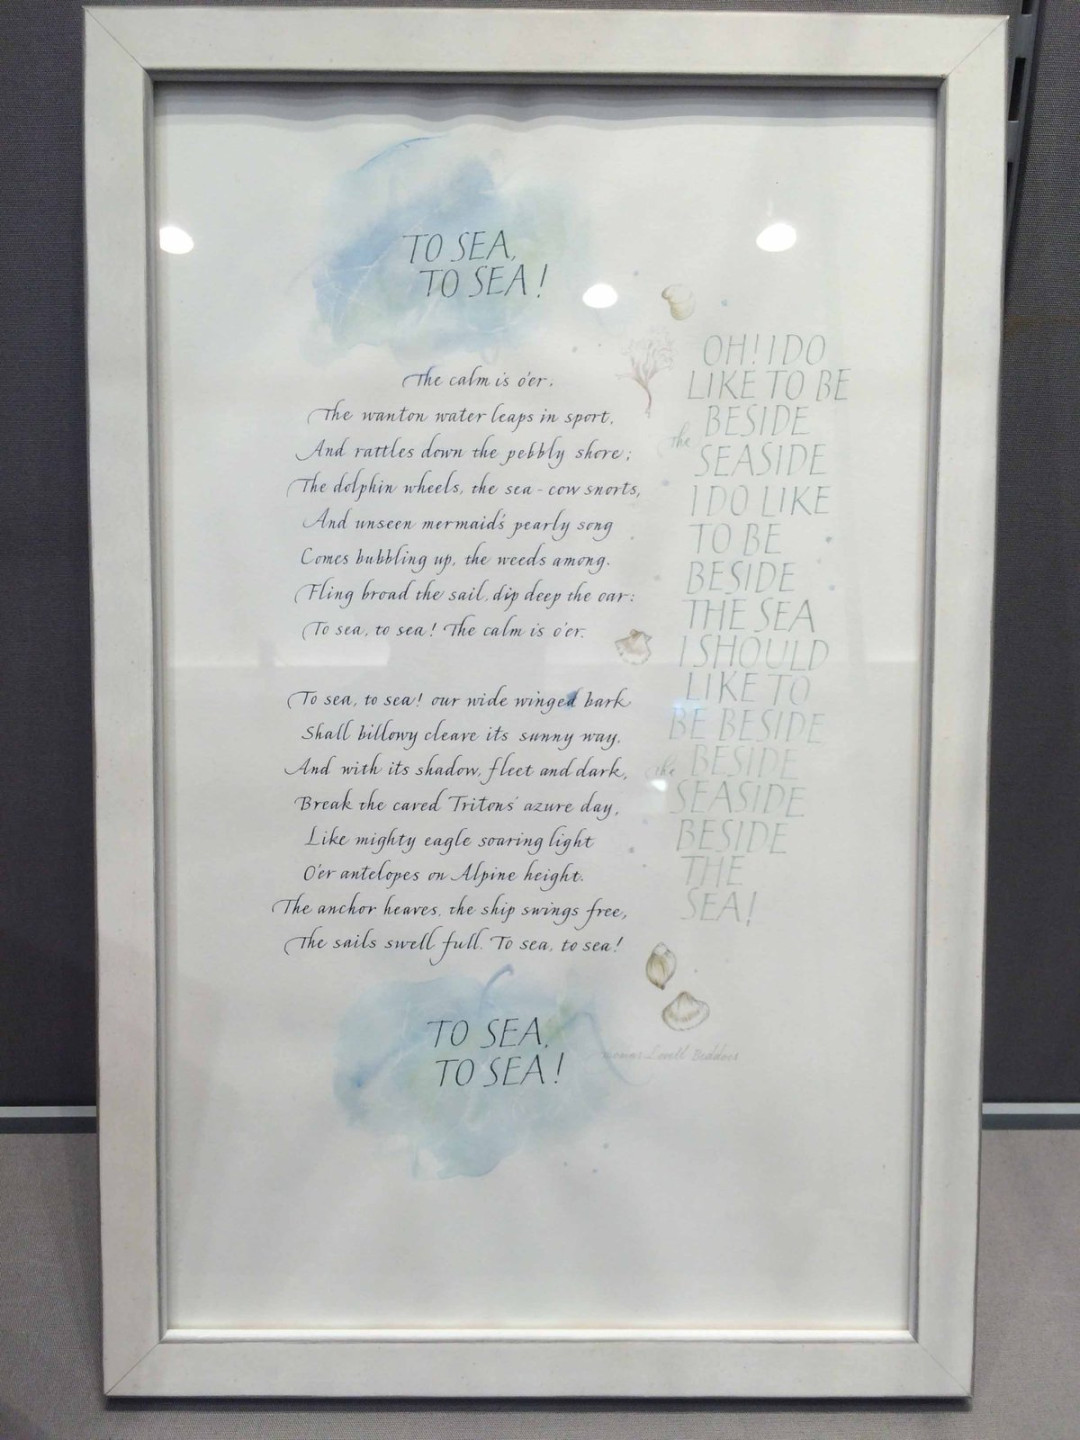 TO SEA,
TO SEA!
The calm is o'er,
The wanton water leaps in sport,
And rattles down the pebbly shore;
The dolphin wheels, the sea-cow snorts,
And unseen mermaid's pearly song
Comes bubbling up, the weeds among.
Fling broad the sail, dip deep the oar:
To sea, to sea! The calm is o'er.
To sea, to sea! our wide winged bark
Shall billowy cleave its sunny way,
And with its shadow, fleet and dark,
Break the caved Tritons' azure day,
Like mighty eagle soaring light
O'er antelopes on Alpine height.
The anchor heaves, the ship swings free,
The sails swell full. To sea, to sea!
TO SEA,
TO SEA!
OH! I DO
LIKE TO BE
BESIDE
the SEASIDE
I DO LIKE
TO BE
BESIDE
THE SEA
I SHOULD
LIKE TO
BE BESIDE
the BESIDE
SEASIDE
BESIDE
THE
SEA!
Thomas Lovell Beddoes